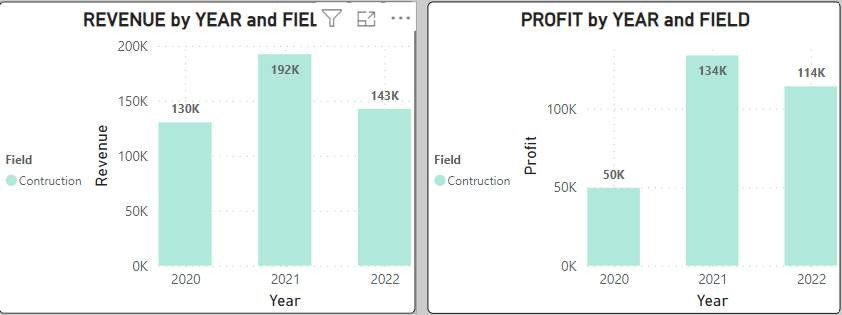 REVENUE by YEAR and FIEL
200K
192K
150K
143K
130K
100K
50K
0K
Revenue
Field
Contruction
2020
2021
2022
Year
PROFIT by YEAR and FIELD
134K
114K
100K
50K
50K
0K
Profit
Field
Contruction
2020
2021
2022
Year